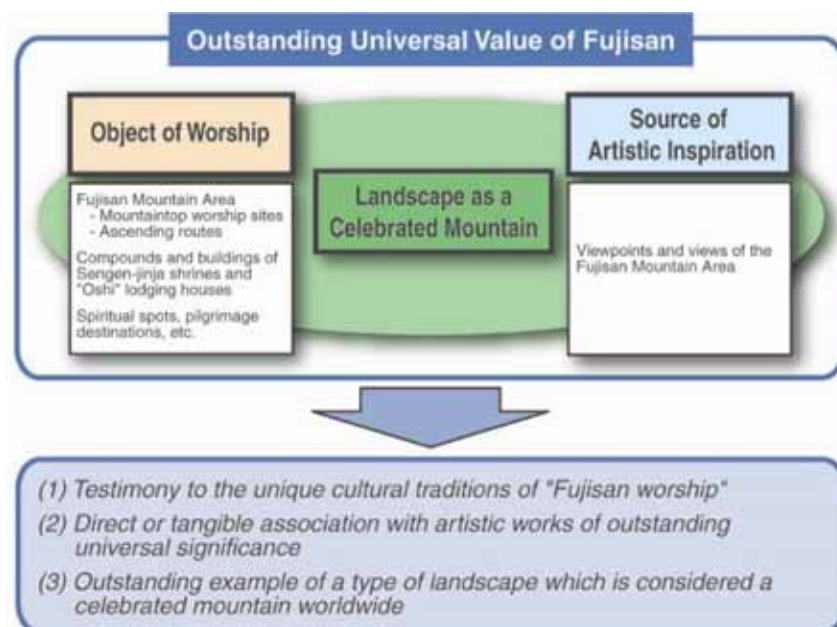 Outstanding Universal Value of Fujisan
Object of Worship
Fujisan Mountain Area
- Mountaintop worship sites
- Ascending routes
Compounds and buildings of
Sengen-jinja shrines and
"Oshi" lodging houses
Spiritual spots, pilgrimage
destinations, etc.
Landscape as a
Celebrated Mountain
Source of
Artistic Inspiration
Viewpoints and views of the
Fujisan Mountain Area
(1) Testimony to the unique cultural traditions of "Fujisan worship"
(2) Direct or tangible association with artistic works of outstanding
universal significance
(3) Outstanding example of a type of landscape which is considered a
celebrated mountain worldwide